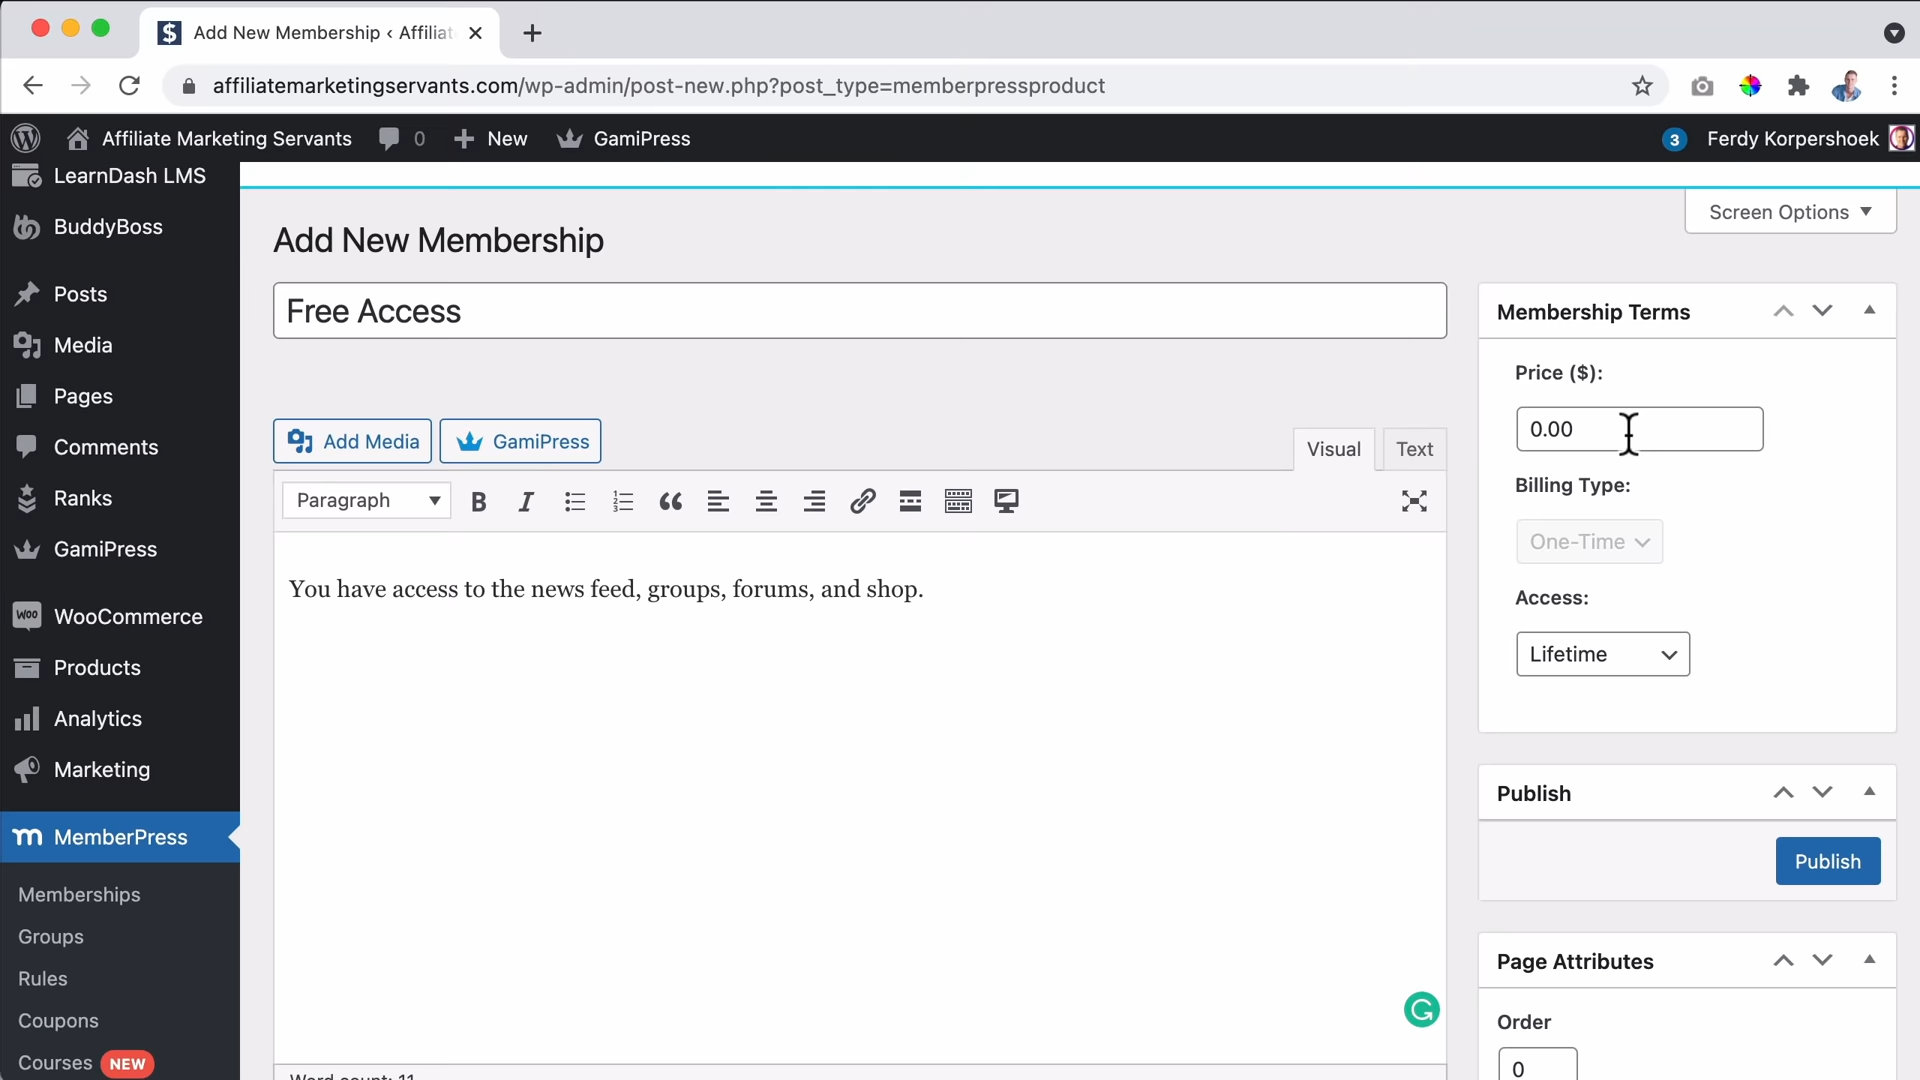 Add New Membership ‹ Affiliat
affiliatemarketingservants.com/wp-admin/post-new.php?post_type=memberpressproduct
Affiliate Marketing Servants
0
New
GamiPress
3
Ferdy Korpershoek
LearnDash LMS
BuddyBoss
Posts
Media
Pages
Comments
Ranks
GamiPress
WooCommerce
Products
Analytics
Marketing
MemberPress
Memberships
Groups
Rules
Coupons
Courses NEW
Screen Options
Add New Membership
Free Access
Add Media
GamiPress
Visual
Text
Paragraph
You have access to the news feed, groups, forums, and shop.
Word count: 11
Membership Terms
Price ($):
0.00
Billing Type:
One-Time
Access:
Lifetime
Publish
Publish
Page Attributes
Order
0